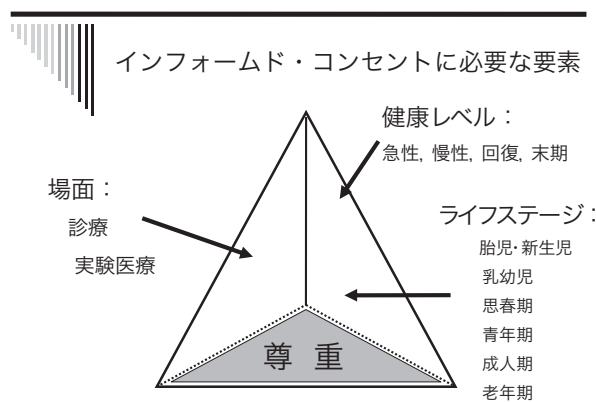 インフォームド・コンセントに必要な要素
健康レベル：
急性, 慢性, 回復, 末期
場面：
診療
実験医療
ライフステージ：
胎児･新生児
乳幼児
思春期
青年期
成人期
老年期
尊 重